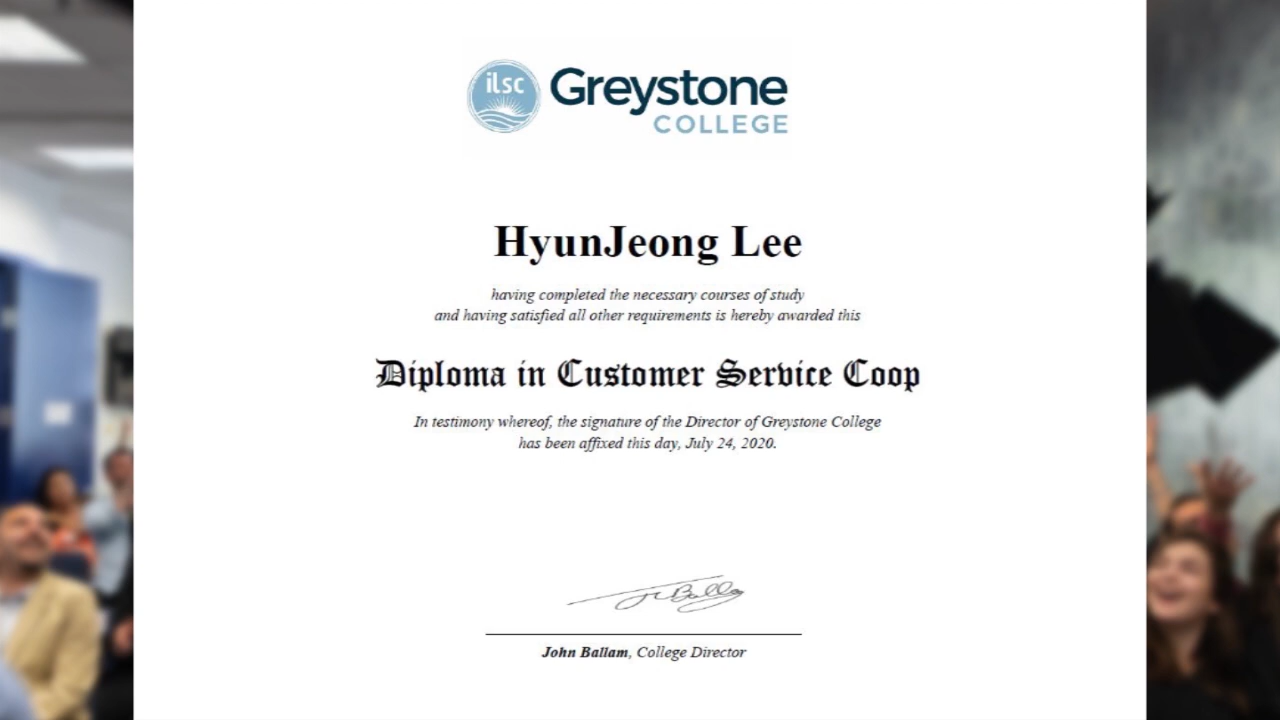 ilsc
Greystone
COLLEGE
HyunJeong Lee
having completed the necessary courses of study
and having satisfied all other requirements is hereby awarded this
Diploma in Customer Service Coop
In testimony whereof, the signature of the Director of Greystone College
has been affixed this day, July 24, 2020.
John Ballam, College Director